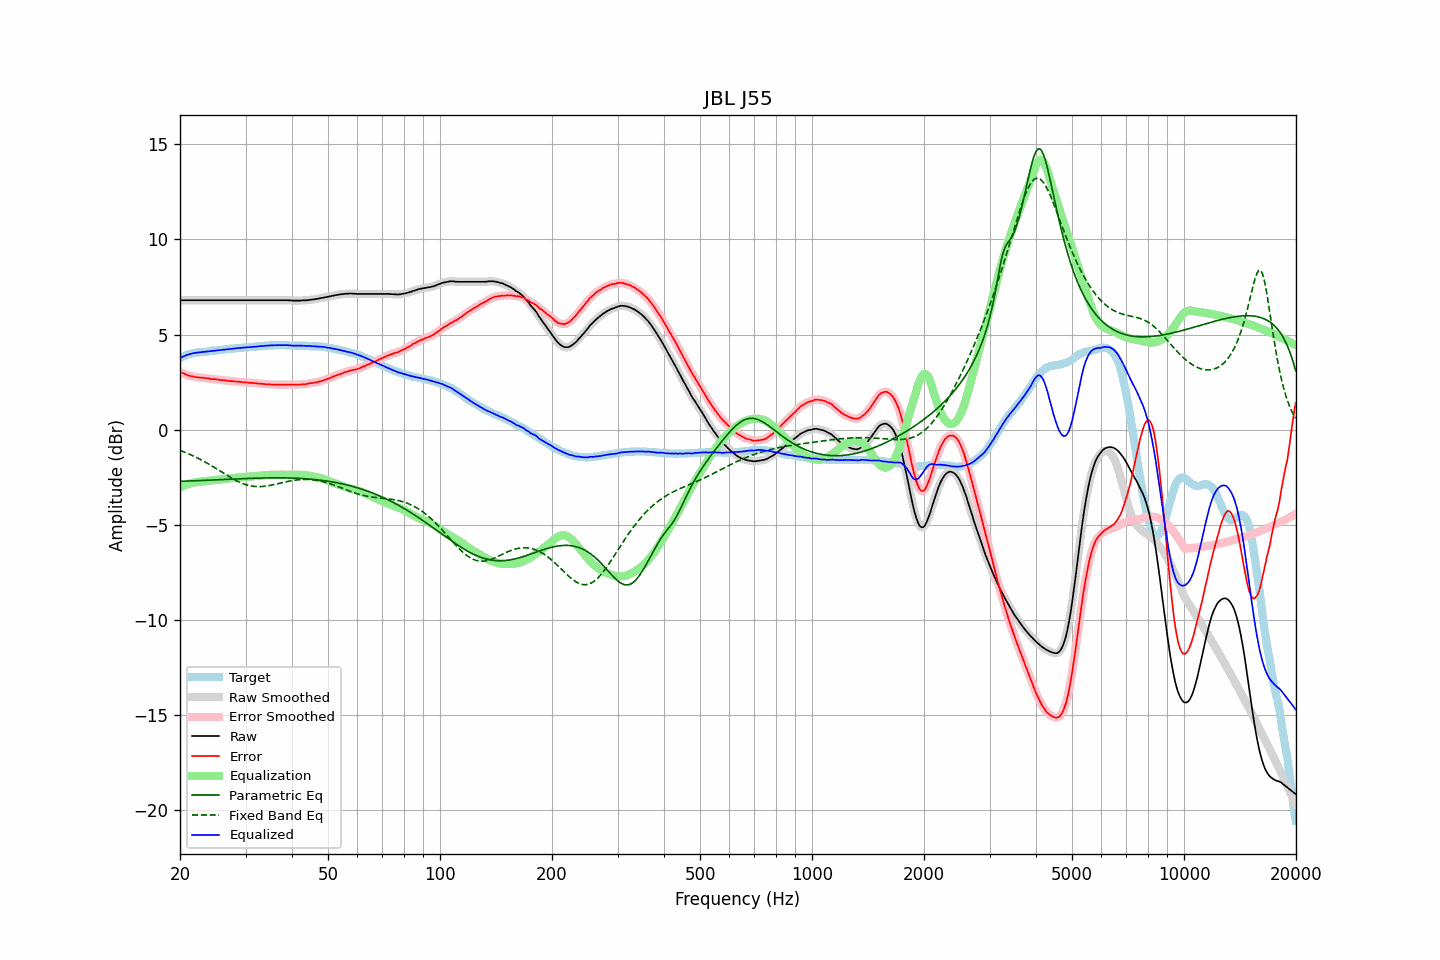 JBL J55
Amplitude (dBr)
15
10
5
0
−5
−10
−15
−20
Target
Raw Smoothed
Error Smoothed
Raw
Error
Equalization
Parametric Eq
Fixed Band Eq
Equalized
20
50
100
200
500
1000
2000
5000
10000
20000
Frequency (Hz)